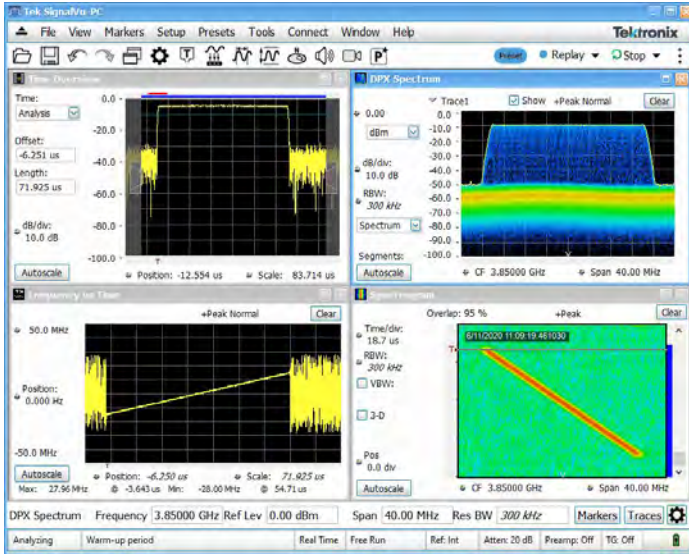 Tek SignalVu-PC
File View Markers Setup Presets Tools Connect Window Help
Tektronix
Preset Replay Stop
Time Overview
Time:
Analysis
Offset:
-6.251 us
Length:
71.925 us
dB/div:
10.0 dB
Autoscale
0.0
-20.0
-40.0
-60.0
-80.0
-100.0
Position: -12.554 us Scale: 83.714 us
DPX Spectrum
Trace1 Show +Peak Normal Clear
0.00
dBm
dB/div:
10.0 dB
RBW:
300 kHz
Spectrum
Segments:
Autoscale
0.0
-10.0
-20.0
-30.0
-40.0
-50.0
-60.0
-70.0
-80.0
-90.0
-100.0
CF 3.85000 GHz Span 40.00 MHz
Frequency vs Time
+Peak Normal Clear
50.0 MHz
Position:
0.000 Hz
-50.0 MHz
Autoscale
Position: -6.250 us Scale: 71.925 us
Max: 27.96 MHz @ -3.643 us Min: -28.00 MHz @ 54.71 us
Spectrogram
Overlap: 95 % +Peak Clear
Time/div:
18.7 us
RBW:
300 kHz
VBW:
3-D
Pos
0.0 div
Autoscale
6/11/2020 11:09:19.461030
CF 3.85000 GHz Span 40.00 MHz
DPX Spectrum Frequency 3.85000 GHz Ref Lev 0.00 dBm Span 40.00 MHz Res BW 300 kHz Markers Traces
Analyzing Warm-up period Real Time Free Run Ref: Int Atten: 20 dB Preamp: Off TG: Off